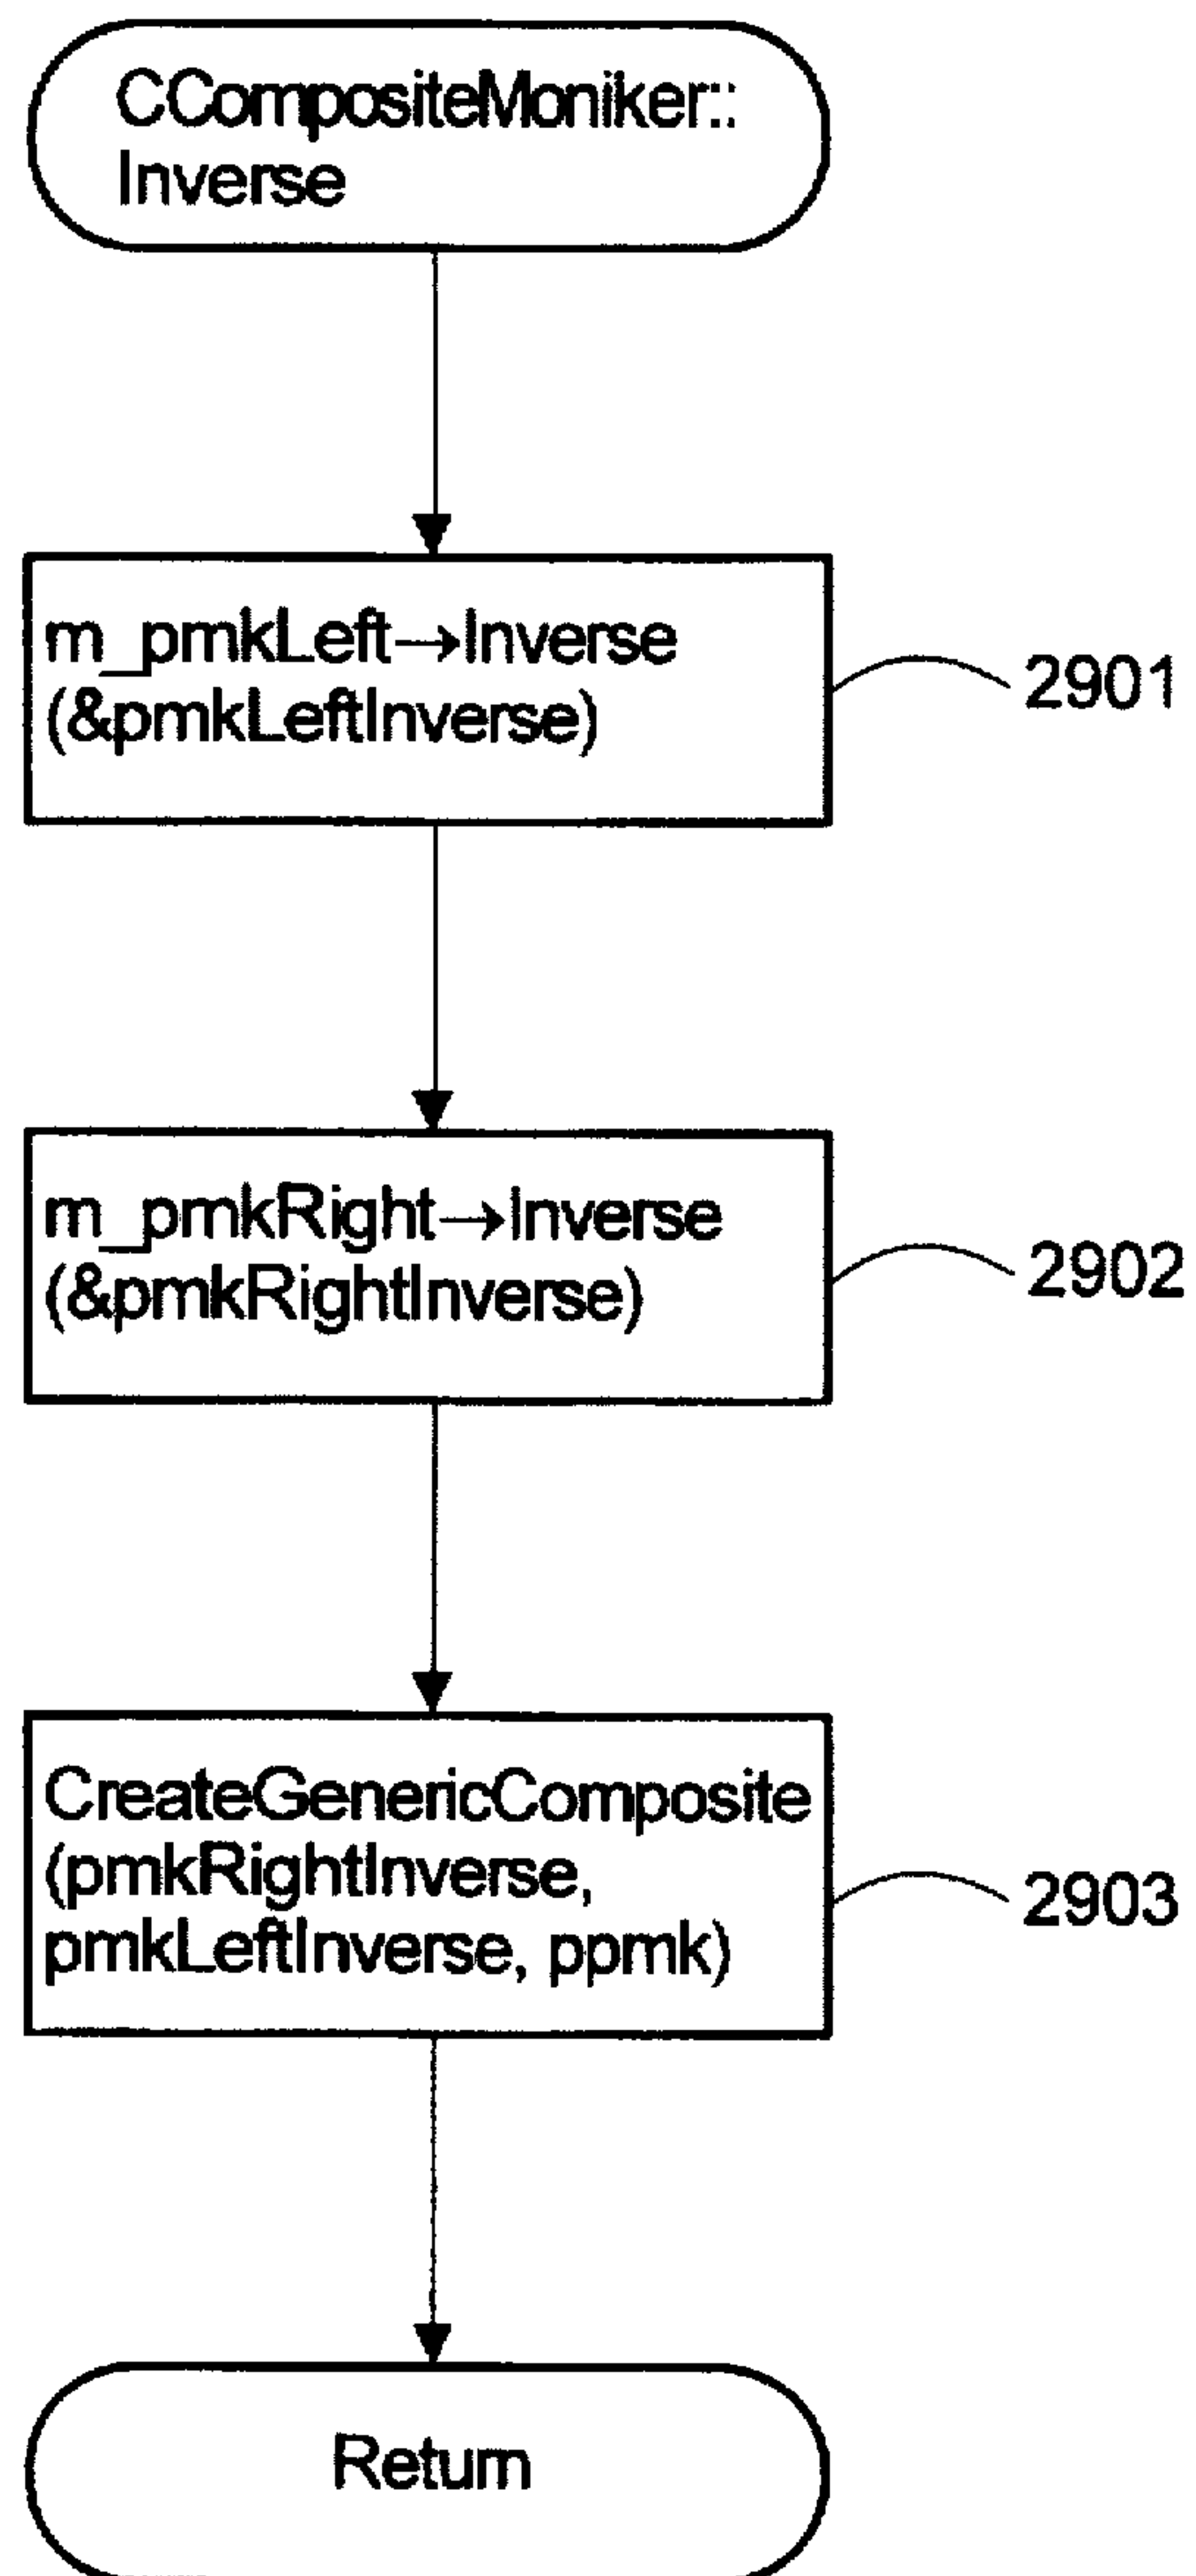 CCompositeMoniker::
Inverse
m_pmkLeft→Inverse
(&pmkLeftInverse)
2901
m_pmkRight→Inverse
(&pmkRightInverse)
2902
CreateGenericComposite
(pmkRightInverse,
pmkLeftInverse, ppmk)
2903
Return